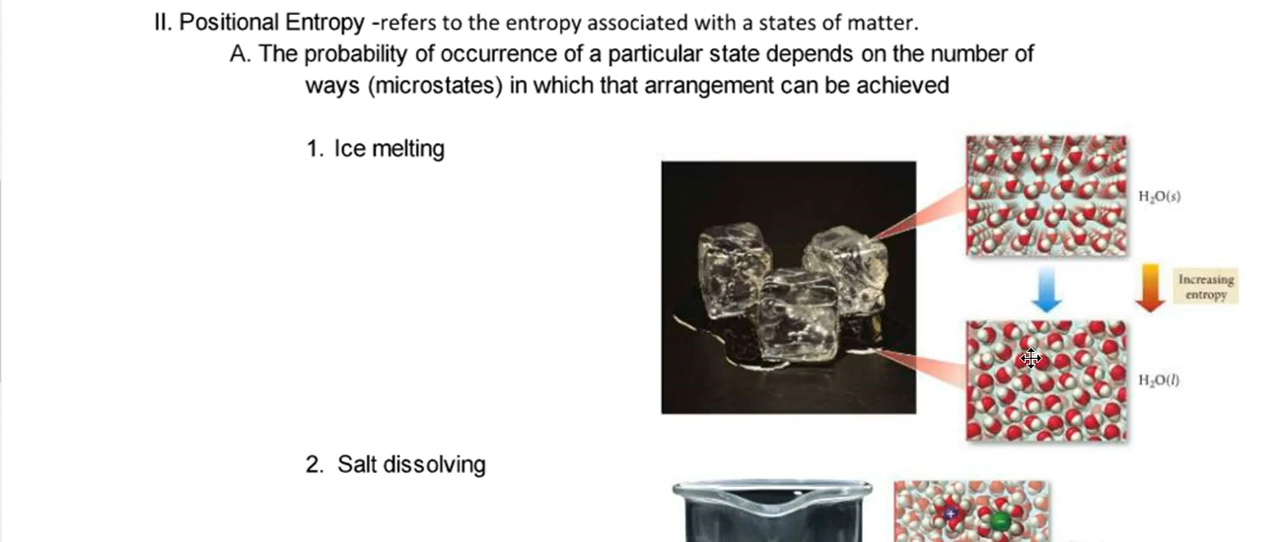 II. Positional Entropy -refers to the entropy associated with a states of matter.
A. The probability of occurrence of a particular state depends on the number of
ways (microstates) in which that arrangement can be achieved
1. Ice melting
H₂O(s)
Increasing
entropy
H₂O(l)
2. Salt dissolving
+
−